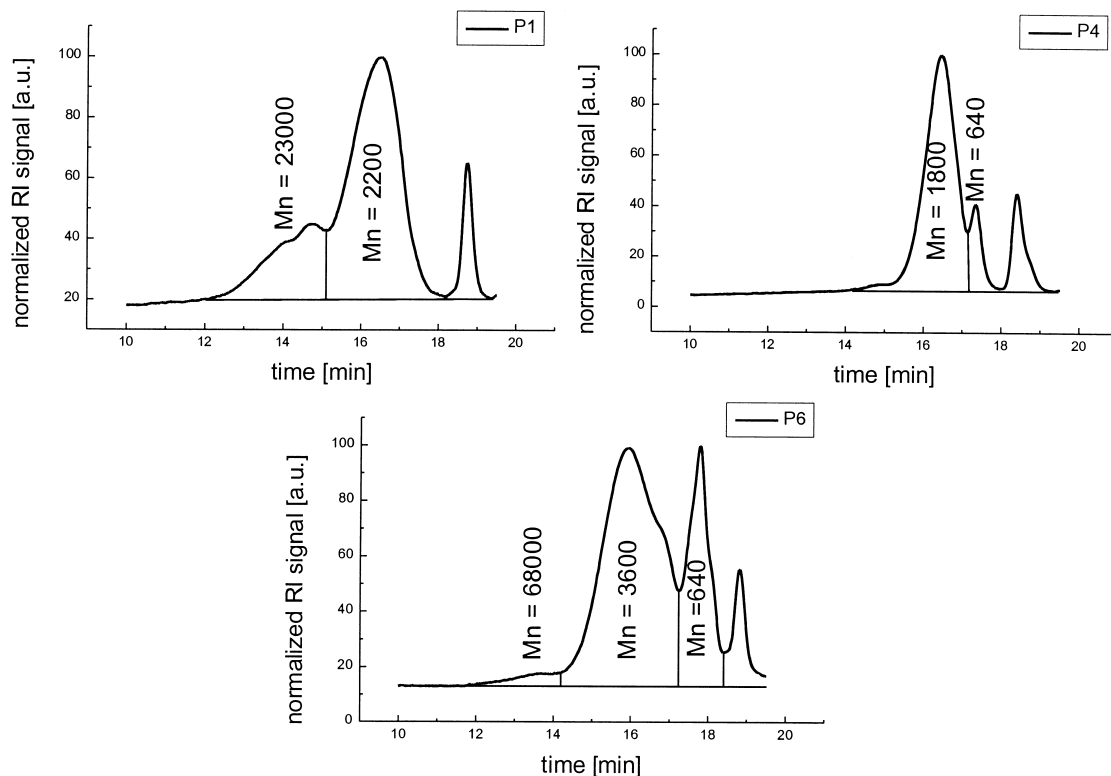 P1
normalized RI signal [a.u.]
100
80
60
40
20
Mn = 23000
Mn = 2200
10 12 14 16 18 20
time [min]
P4
normalized RI signal [a.u.]
100
80
60
40
20
0
Mn = 1800
Mn = 640
10 12 14 16 18 20
time [min]
P6
normalized RI signal [a.u.]
100
80
60
40
20
0
Mn = 68000
Mn = 3600
Mn =640
10 12 14 16 18 20
time [min]